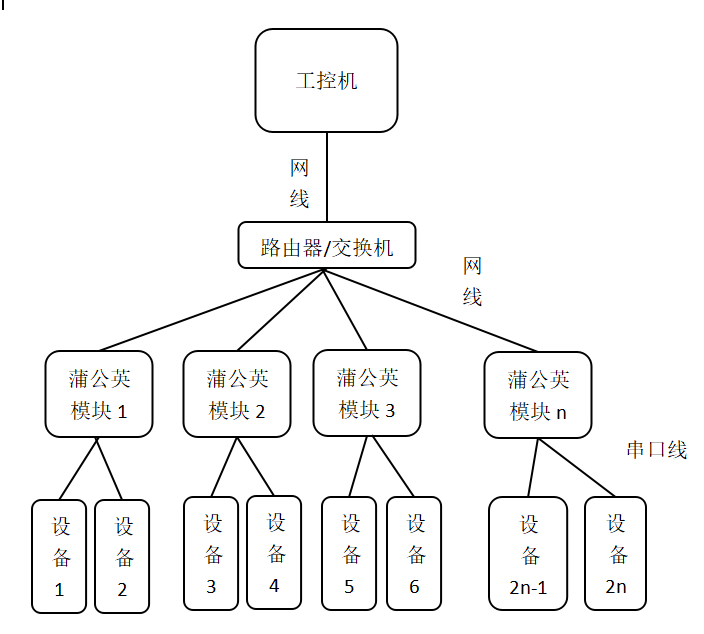 工控机
网
线
路由器/交换机
网
线
蒲公英
模块1
蒲公英
模块2
蒲公英
模块3
蒲公英
模块n
串口线
设
备
1
设
备
2
设
备
3
设
备
4
设
备
5
设
备
6
设
备
2n-1
设
备
2n